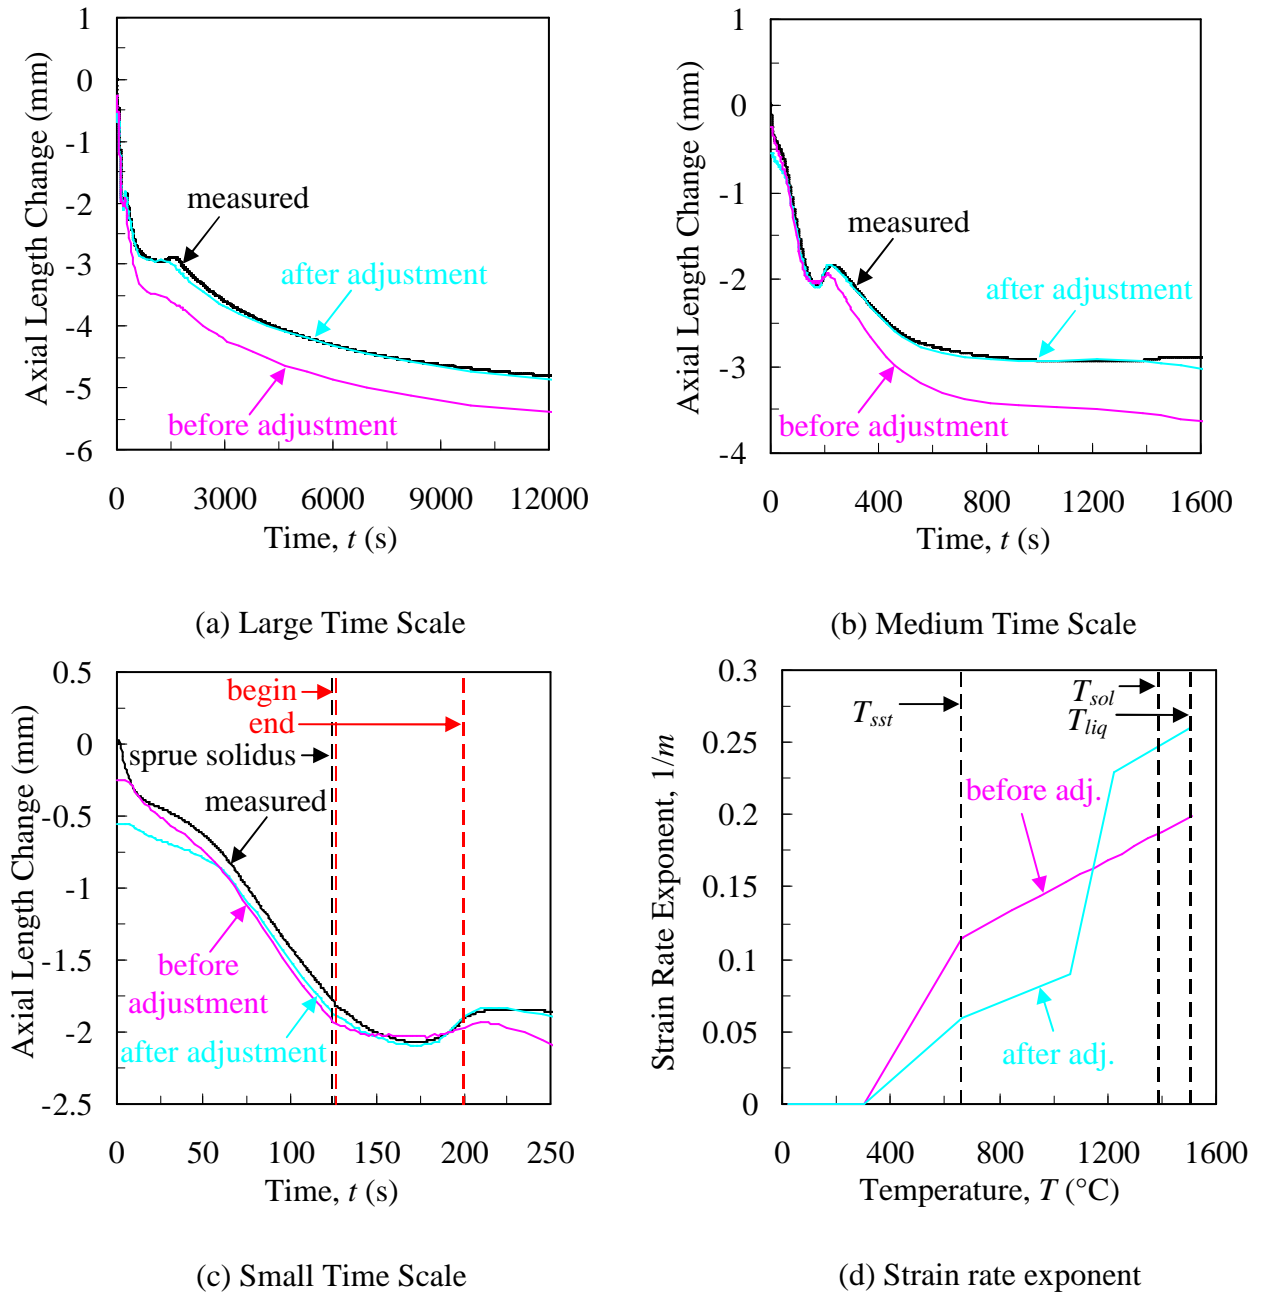 Axial Length Change (mm)
1
0
-1
-2
-3
-4
-5
-6
measured
after adjustment
before adjustment
0
3000
6000
9000
12000
Time, t (s)
(a) Large Time Scale
Axial Length Change (mm)
1
0
-1
-2
-3
-4
measured
after adjustment
before adjustment
0
400
800
1200
1600
Time, t (s)
(b) Medium Time Scale
Axial Length Change (mm)
0.5
0
-0.5
-1
-1.5
-2
-2.5
begin
end
sprue solidus
measured
before
adjustment
after adjustment
0
50
100
150
200
250
Time, t (s)
(c) Small Time Scale
Strain Rate Exponent, 1/m
0.3
0.25
0.2
0.15
0.1
0.05
0
Tsst
Tsol
Tliq
before adj.
after adj.
0
400
800
1200
1600
Temperature, T (°C)
(d) Strain rate exponent